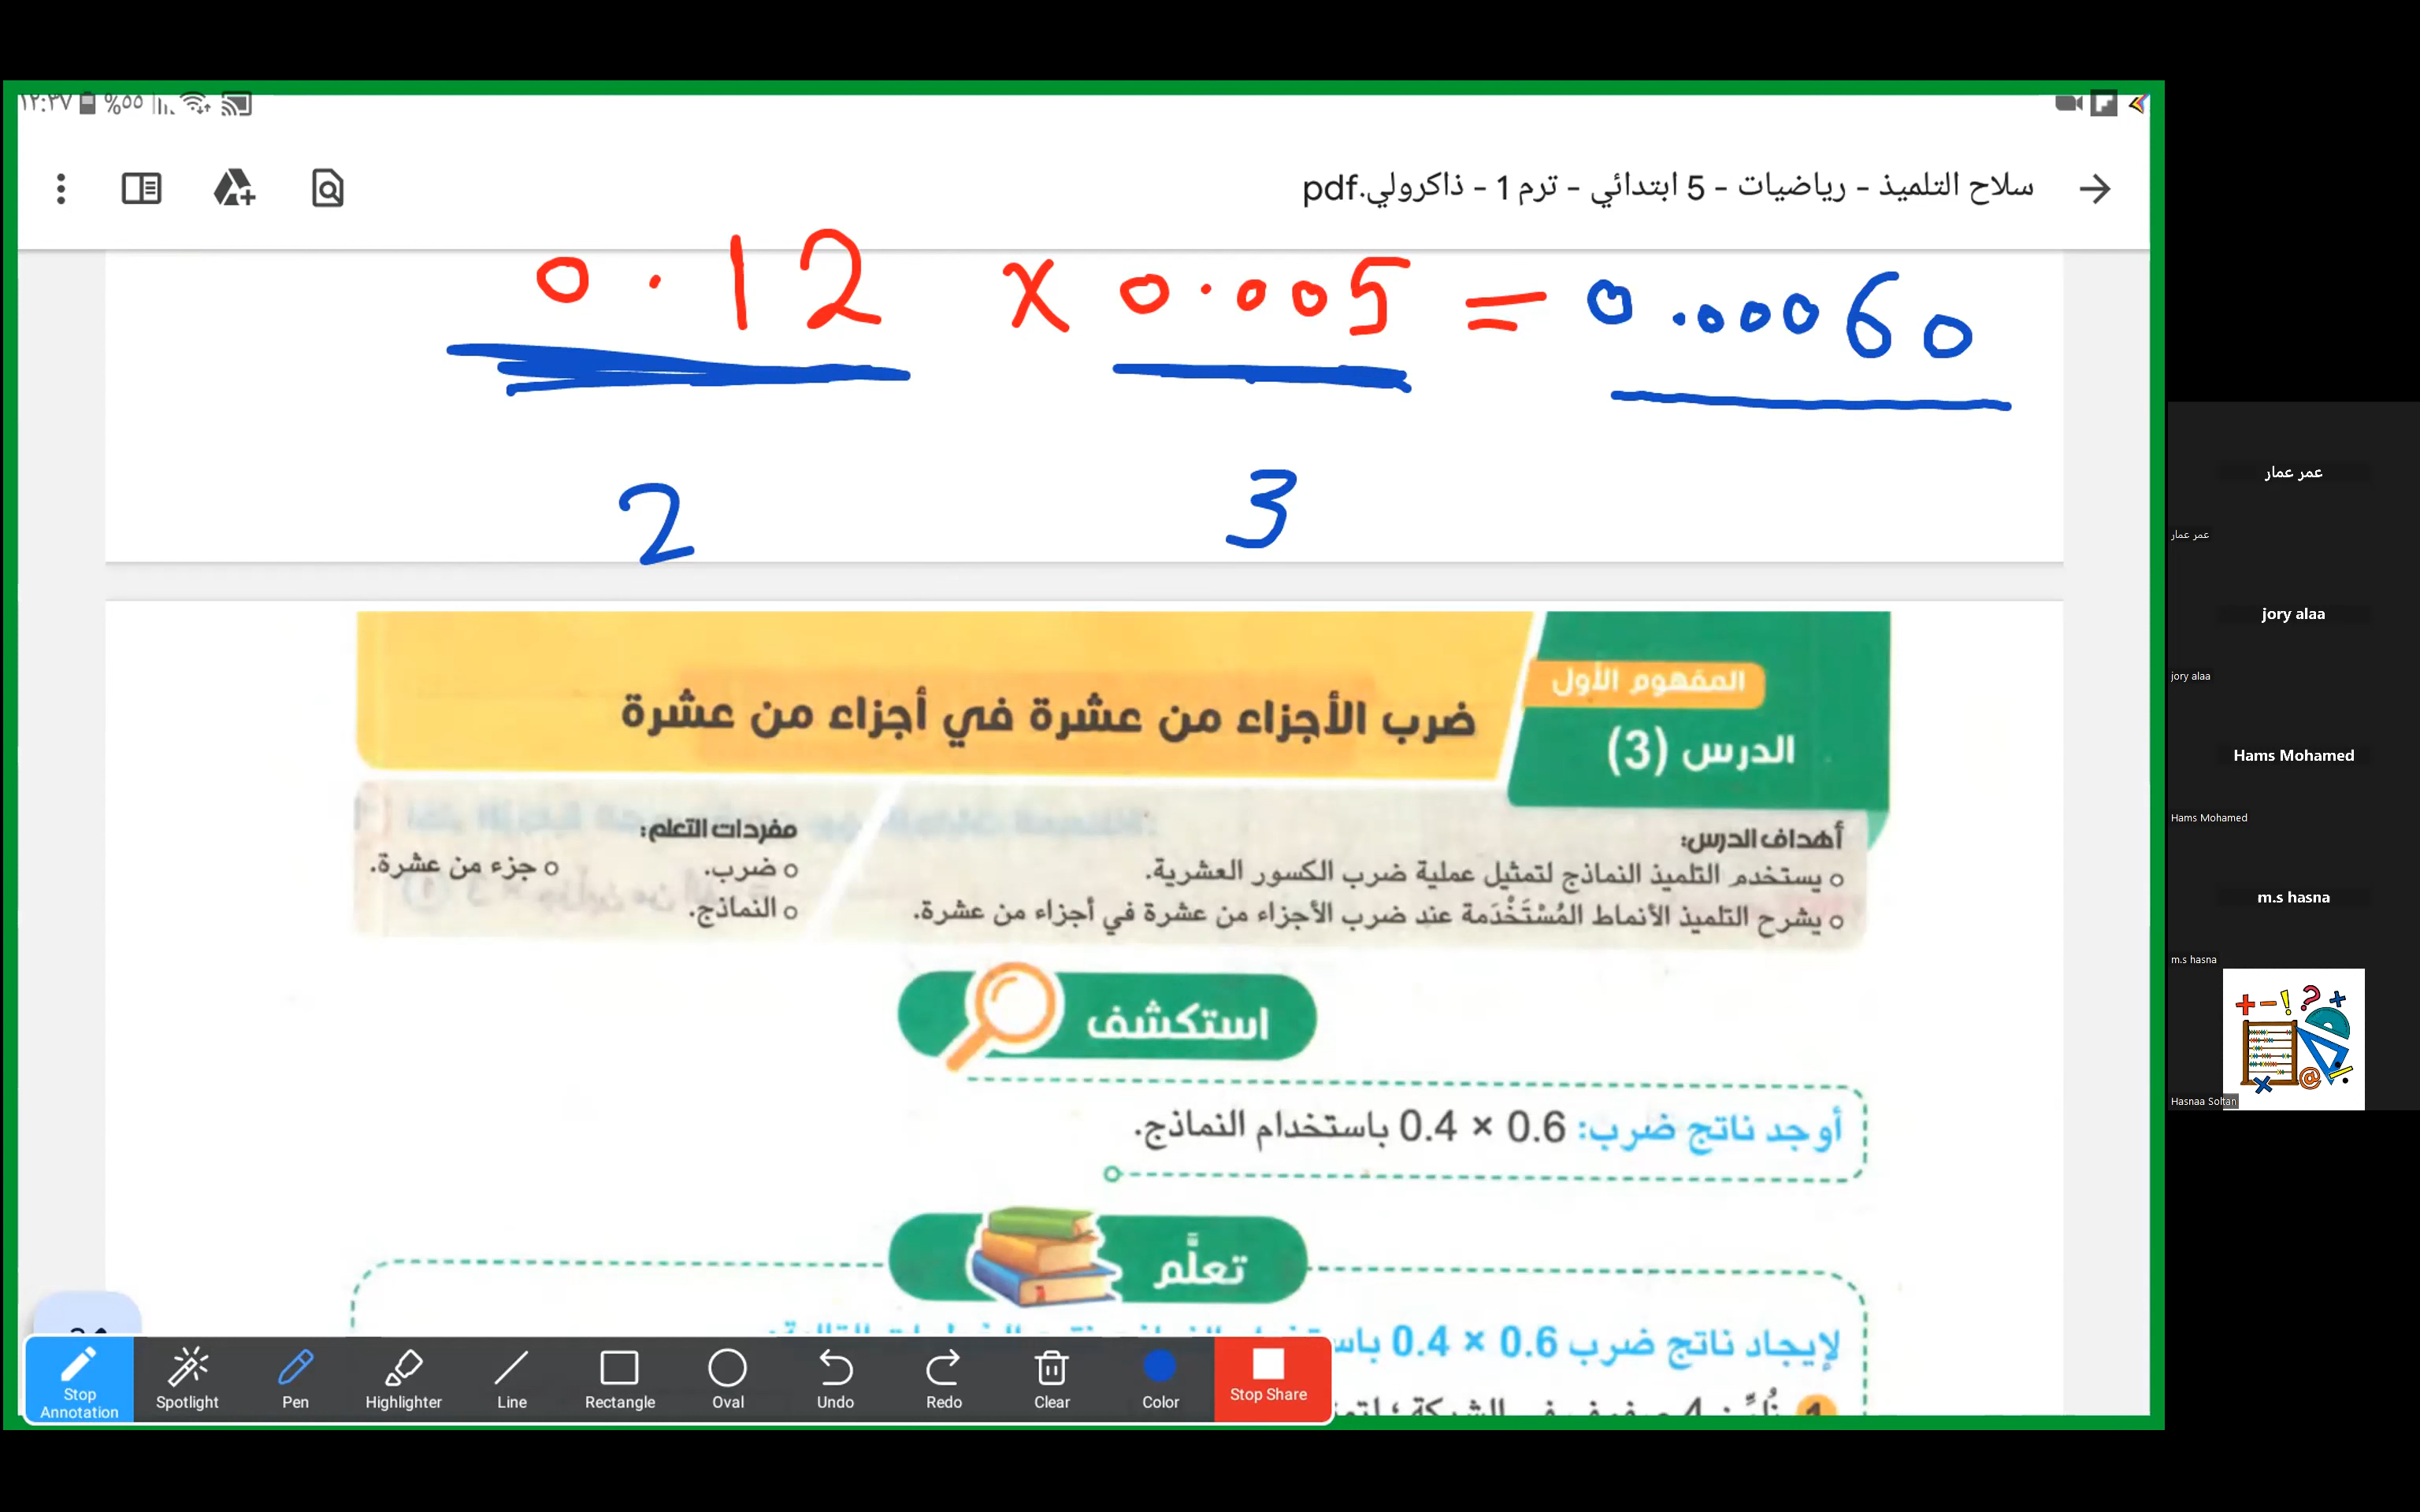 ١٢:٣٧ %٥٥
سلاح التلميذ - رياضيات - 5 ابتدائي - ترم 1 - ذاكرولي.pdf
0.12 x 0.005 = 0.00060
2 3
المفهوم الأول
الدرس (3)
ضرب الأجزاء من عشرة في أجزاء من عشرة
أهداف الدرس:
يستخدم التلميذ النماذج لتمثيل عملية ضرب الكسور العشرية.
يشرح التلميذ الأنماط المُسْتَخْدَمة عند ضرب الأجزاء من عشرة في أجزاء من عشرة.
مفردات التعلم:
ضرب. جزء من عشرة.
النماذج.
استكشف
أوجد ناتج ضرب: 0.6 × 0.4 باستخدام النماذج.
تعلَّم
لإيجاد ناتج ضرب 0.6 × 0.4
Stop Annotation
Spotlight
Pen
Highlighter
Line
Rectangle
Oval
Undo
Redo
Clear
Color
Stop Share
عمر عمار
عمر عمار
jory alaa
jory alaa
Hams Mohamed
Hams Mohamed
m.s hasna
m.s hasna
Hasnaa Soltan